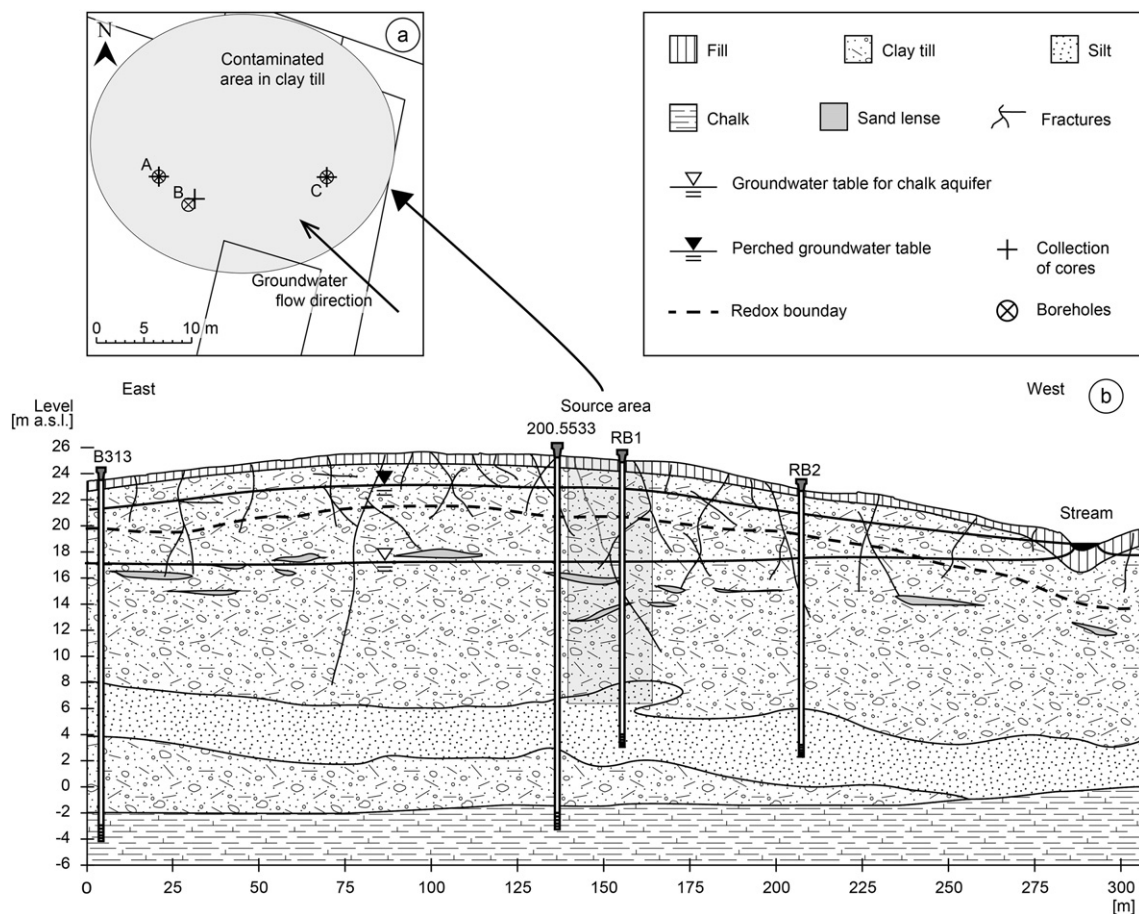 N
a
Contaminated
area in clay till
A
B
C
Groundwater
flow direction
0 5 10 m
Fill
Clay till
Silt
Chalk
Sand lense
Fractures
Groundwater table for chalk aquifer
Perched groundwater table
Collection
of cores
Redox bounday
Boreholes
East
West
b
Level
[m a.s.l.]
Source area
200.5533
B313
RB1
RB2
Stream
26
24
22
20
18
16
14
12
10
8
6
4
2
0
-2
-4
-6
0 25 50 75 100 125 150 175 200 225 250 275 300
[m]